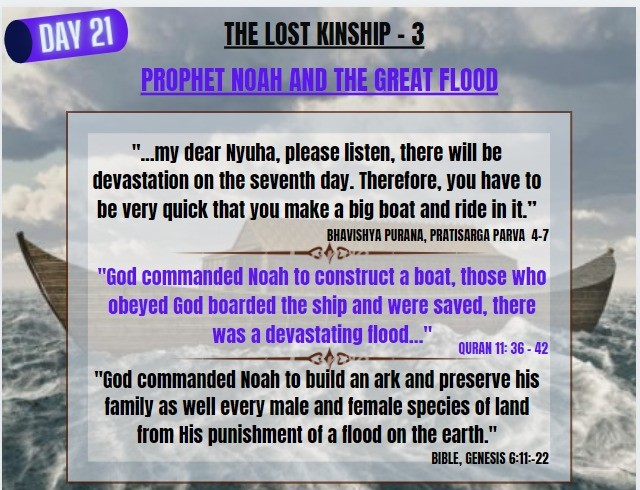 DAY 21
THE LOST KINSHIP - 3
PROPHET NOAH AND THE GREAT FLOOD
"...my dear Nyuha, please listen, there will be
devastation on the seventh day. Therefore, you have to
be very quick that you make a big boat and ride in it.”
BHAVISHYA PURANA, PRATISARGA PARVA 4-7
"God commanded Noah to construct a boat, those who
obeyed God boarded the ship and were saved, there
was a devastating flood..."
QURAN 11: 36 - 42
"God commanded Noah to build an ark and preserve his
family as well every male and female species of land
from His punishment of a flood on the earth."
BIBLE, GENESIS 6:11:-22